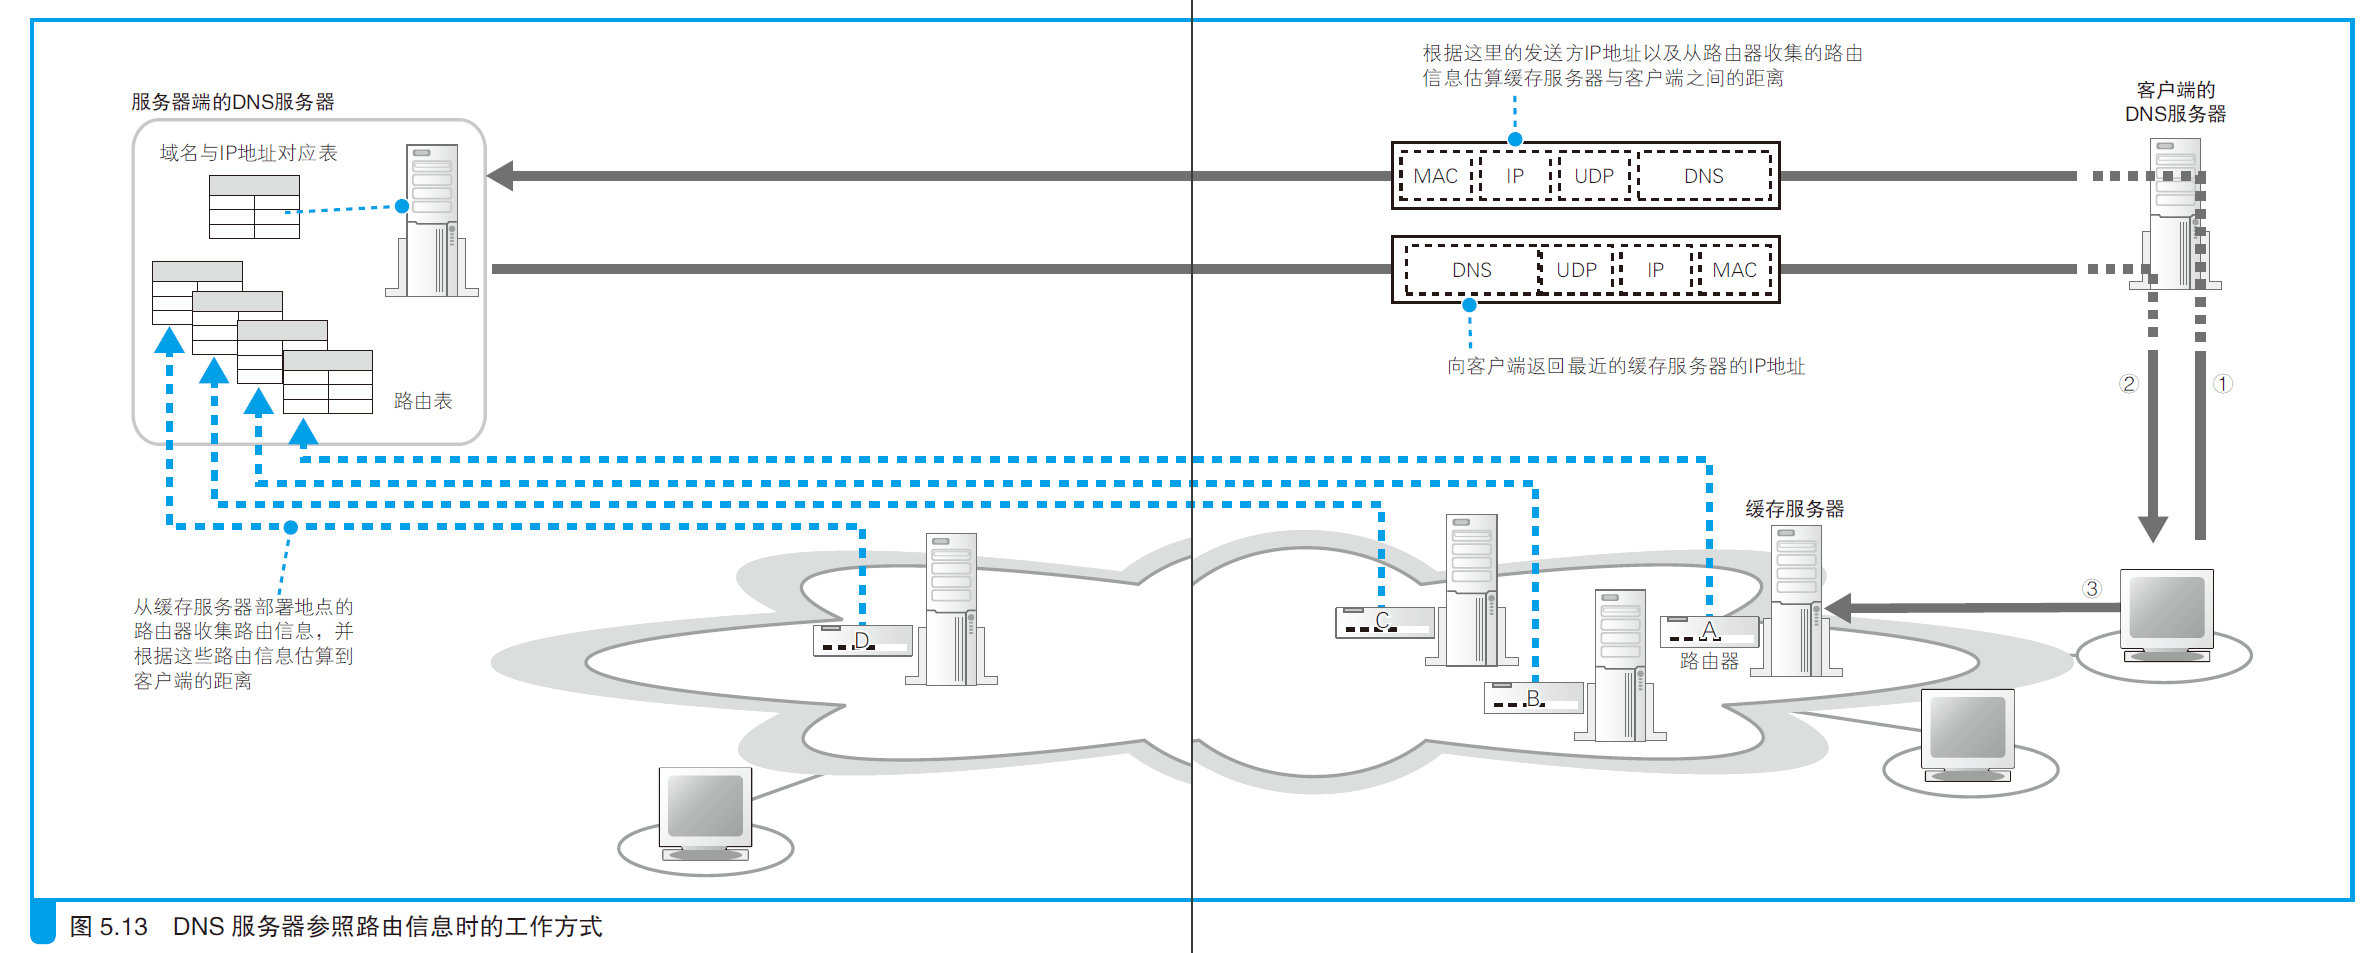 根据这里的发送方IP地址以及从路由器收集的路由
信息估算缓存服务器与客户端之间的距离
服务器端的DNS服务器
客户端的
DNS服务器
域名与IP地址对应表
MAC IP UDP DNS
DNS UDP IP MAC
向客户端返回最近的缓存服务器的IP地址
路由表
② ①
缓存服务器
③
从缓存服务器部署地点的
路由器收集路由信息，并
根据这些路由信息估算到
客户端的距离
D
C
A
路由器
B
图 5.13 DNS 服务器参照路由信息时的工作方式